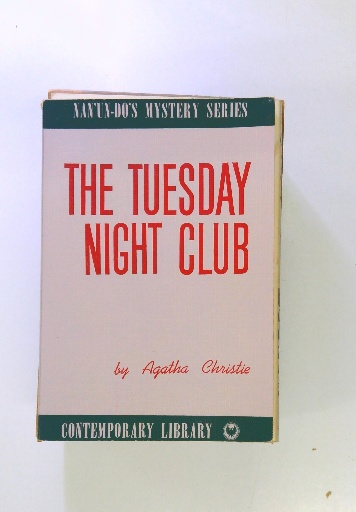 NAN'UN-DO'S MYSTERY SERIES
THE TUESDAY
NIGHT CLUB
by Agatha Christie
CONTEMPORARY LIBRARY